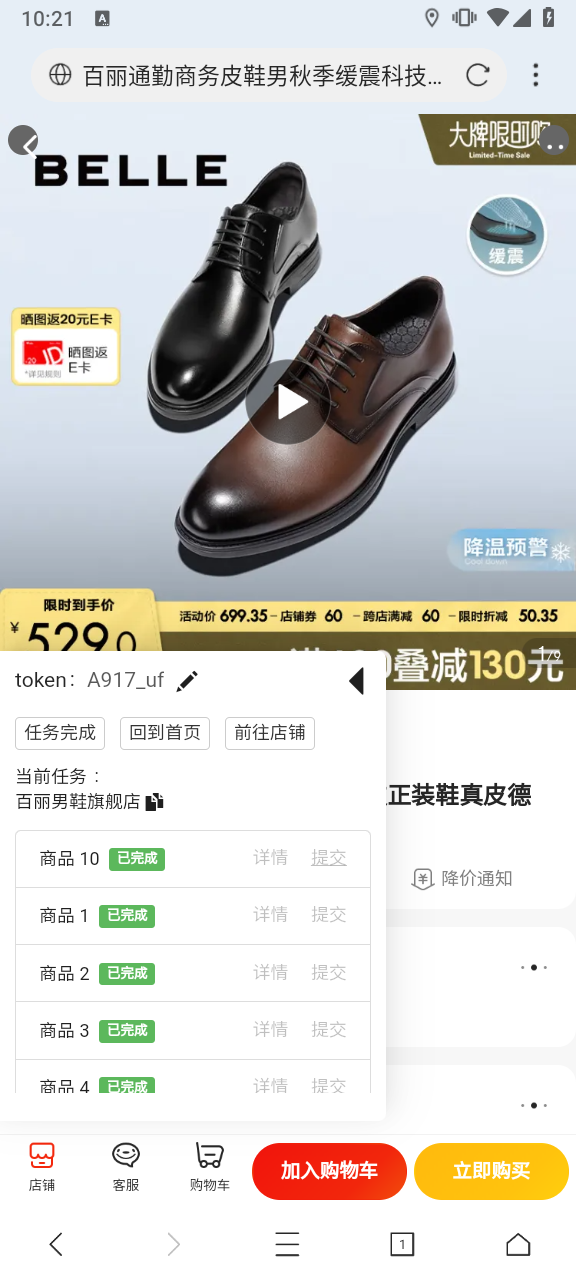 10:21
A
百丽通勤商务皮鞋男秋季缓震科技...
大牌限时购
Limited-Time Sale
BELLE
缓震
晒图返20元E卡
晒图返
E卡
*详见规则
降温预警
Cool down
限时到手价
活动价 699.35 - 店铺券 60 - 跨店满减 60 - 限时折减 50.35
¥ 529.0
叠减130元
token: A917_uf
任务完成
回到首页
前往店铺
当前任务：
百丽男鞋旗舰店
正装鞋真皮德
商品 10 已完成 详情 提交
降价通知
商品 1 已完成 详情 提交
商品 2 已完成 详情 提交
商品 3 已完成 详情 提交
商品 4 已完成 详情 提交
店铺
客服
购物车
加入购物车
立即购买
1